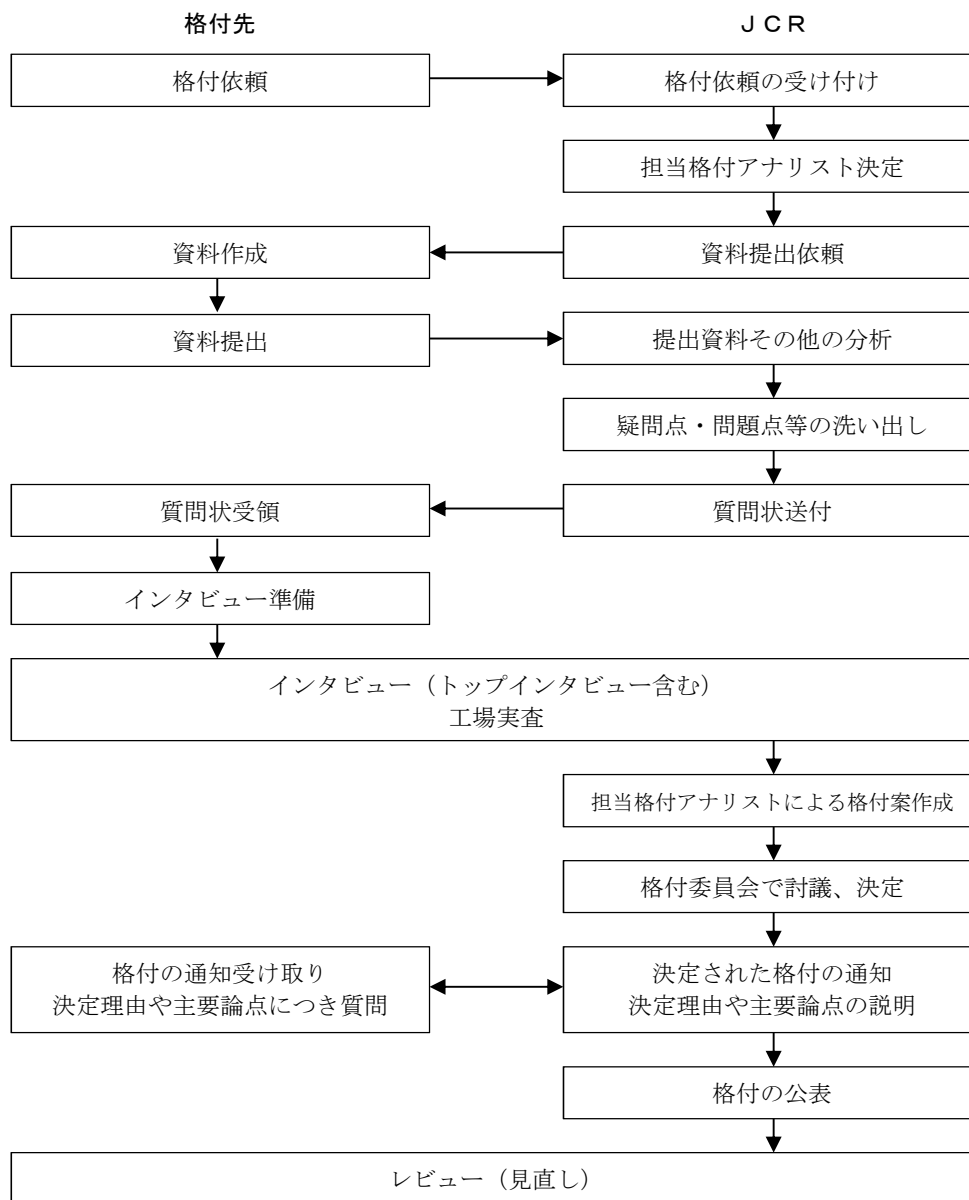 格付先
ＪＣＲ
格付依頼
格付依頼の受け付け
担当格付アナリスト決定
資料作成
資料提出依頼
資料提出
提出資料その他の分析
疑問点・問題点等の洗い出し
質問状受領
質問状送付
インタビュー準備
インタビュー（トップインタビュー含む）
工場実査
担当格付アナリストによる格付案作成
格付委員会で討議、決定
格付の通知受け取り
決定理由や主要論点につき質問
決定された格付の通知
決定理由や主要論点の説明
格付の公表
レビュー（見直し）